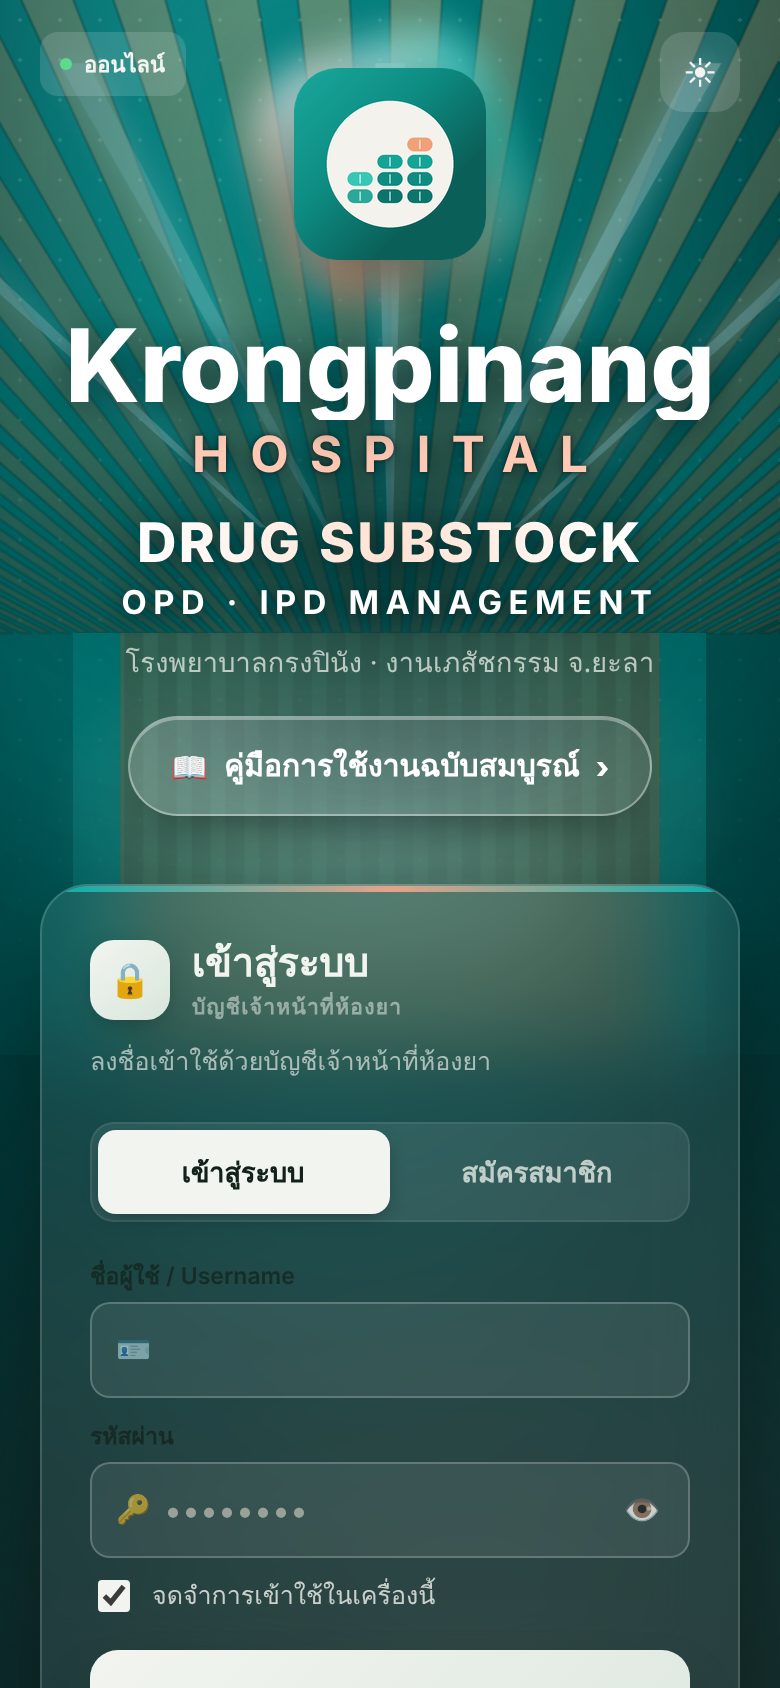 ออนไลน์
Krongpinang
HOSPITAL
DRUG SUBSTOCK
OPD · IPD MANAGEMENT
โรงพยาบาลกรงปินัง · งานเภสัชกรรม จ.ยะลา
คู่มือการใช้งานฉบับสมบูรณ์ ›
เข้าสู่ระบบ
บัญชีเจ้าหน้าที่ห้องยา
ลงชื่อเข้าใช้ด้วยบัญชีเจ้าหน้าที่ห้องยา
เข้าสู่ระบบ สมัครสมาชิก
ชื่อผู้ใช้ / Username
รหัสผ่าน
••••••••
จดจำการเข้าใช้ในเครื่องนี้